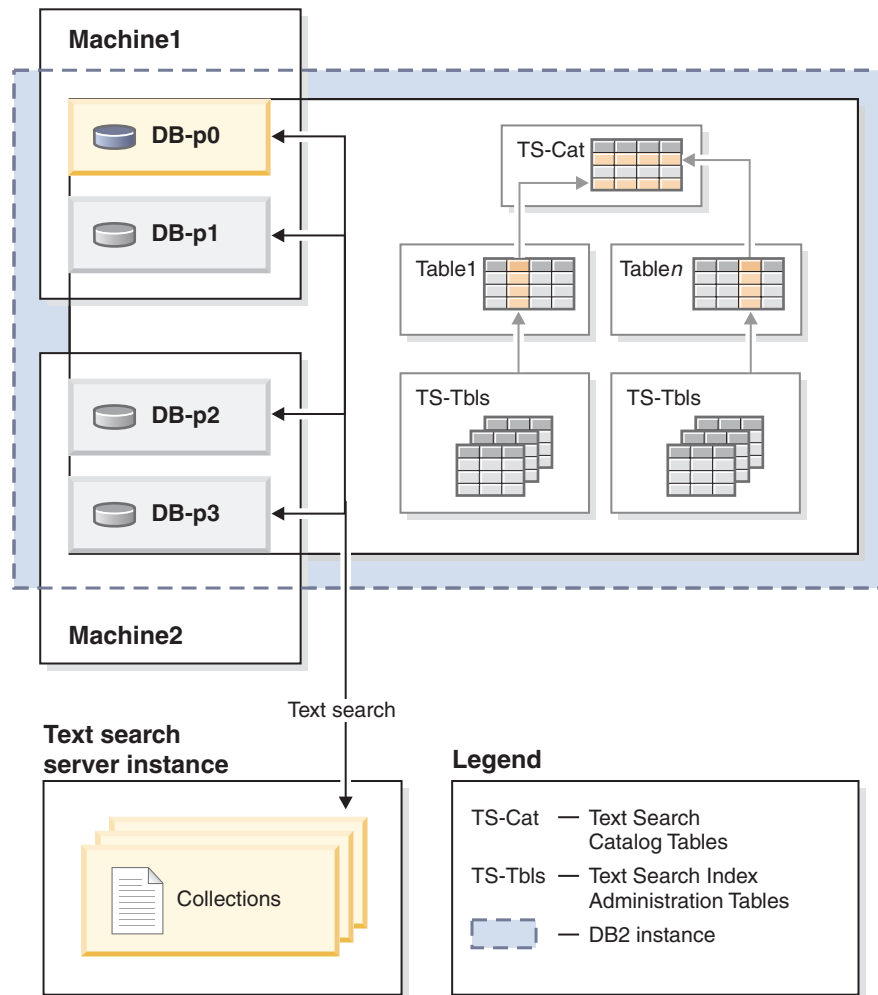 Machine1
DB-p0
DB-p1
DB-p2
DB-p3
Machine2
TS-Cat
Table1
Tablen
TS-Tbls
TS-Tbls
Text search
Text search
server instance
Collections
Legend
TS-Cat — Text Search
Catalog Tables
TS-Tbls — Text Search Index
Administration Tables
— DB2 instance